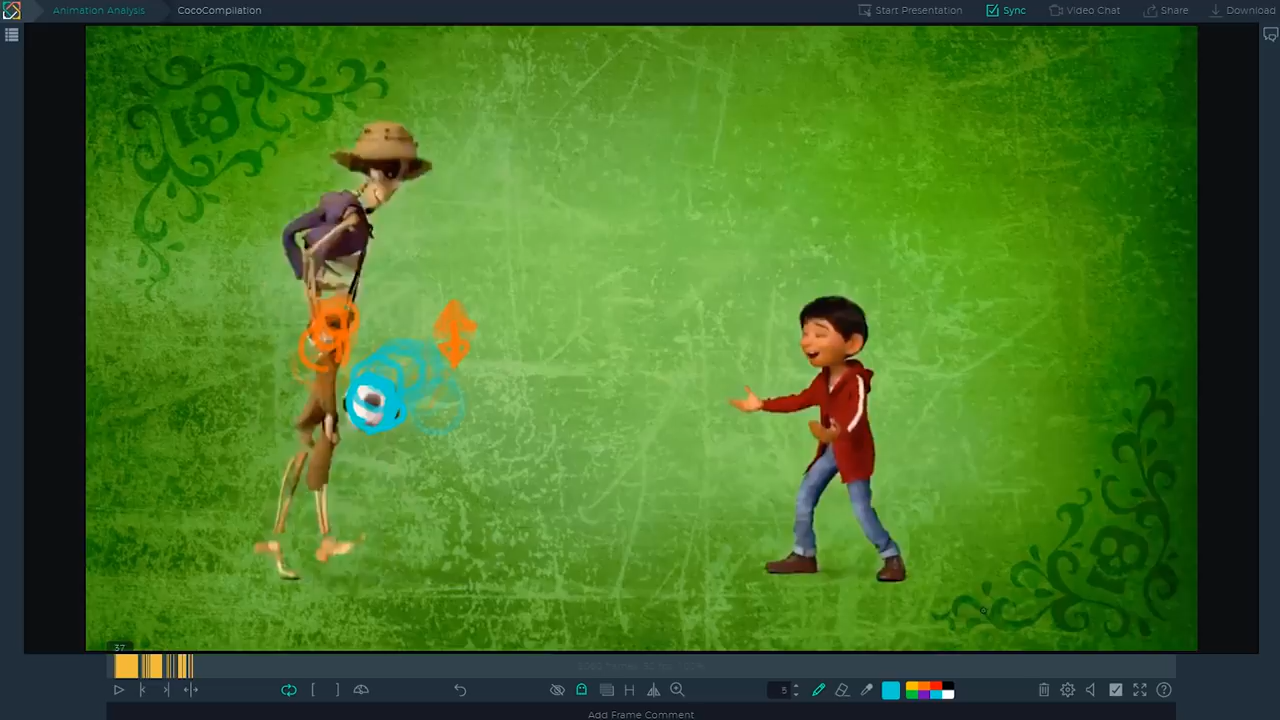 Animation Analysis CocoCompilation Start Presentation Sync Video Chat Share Download
37
5
Add Frame Comment